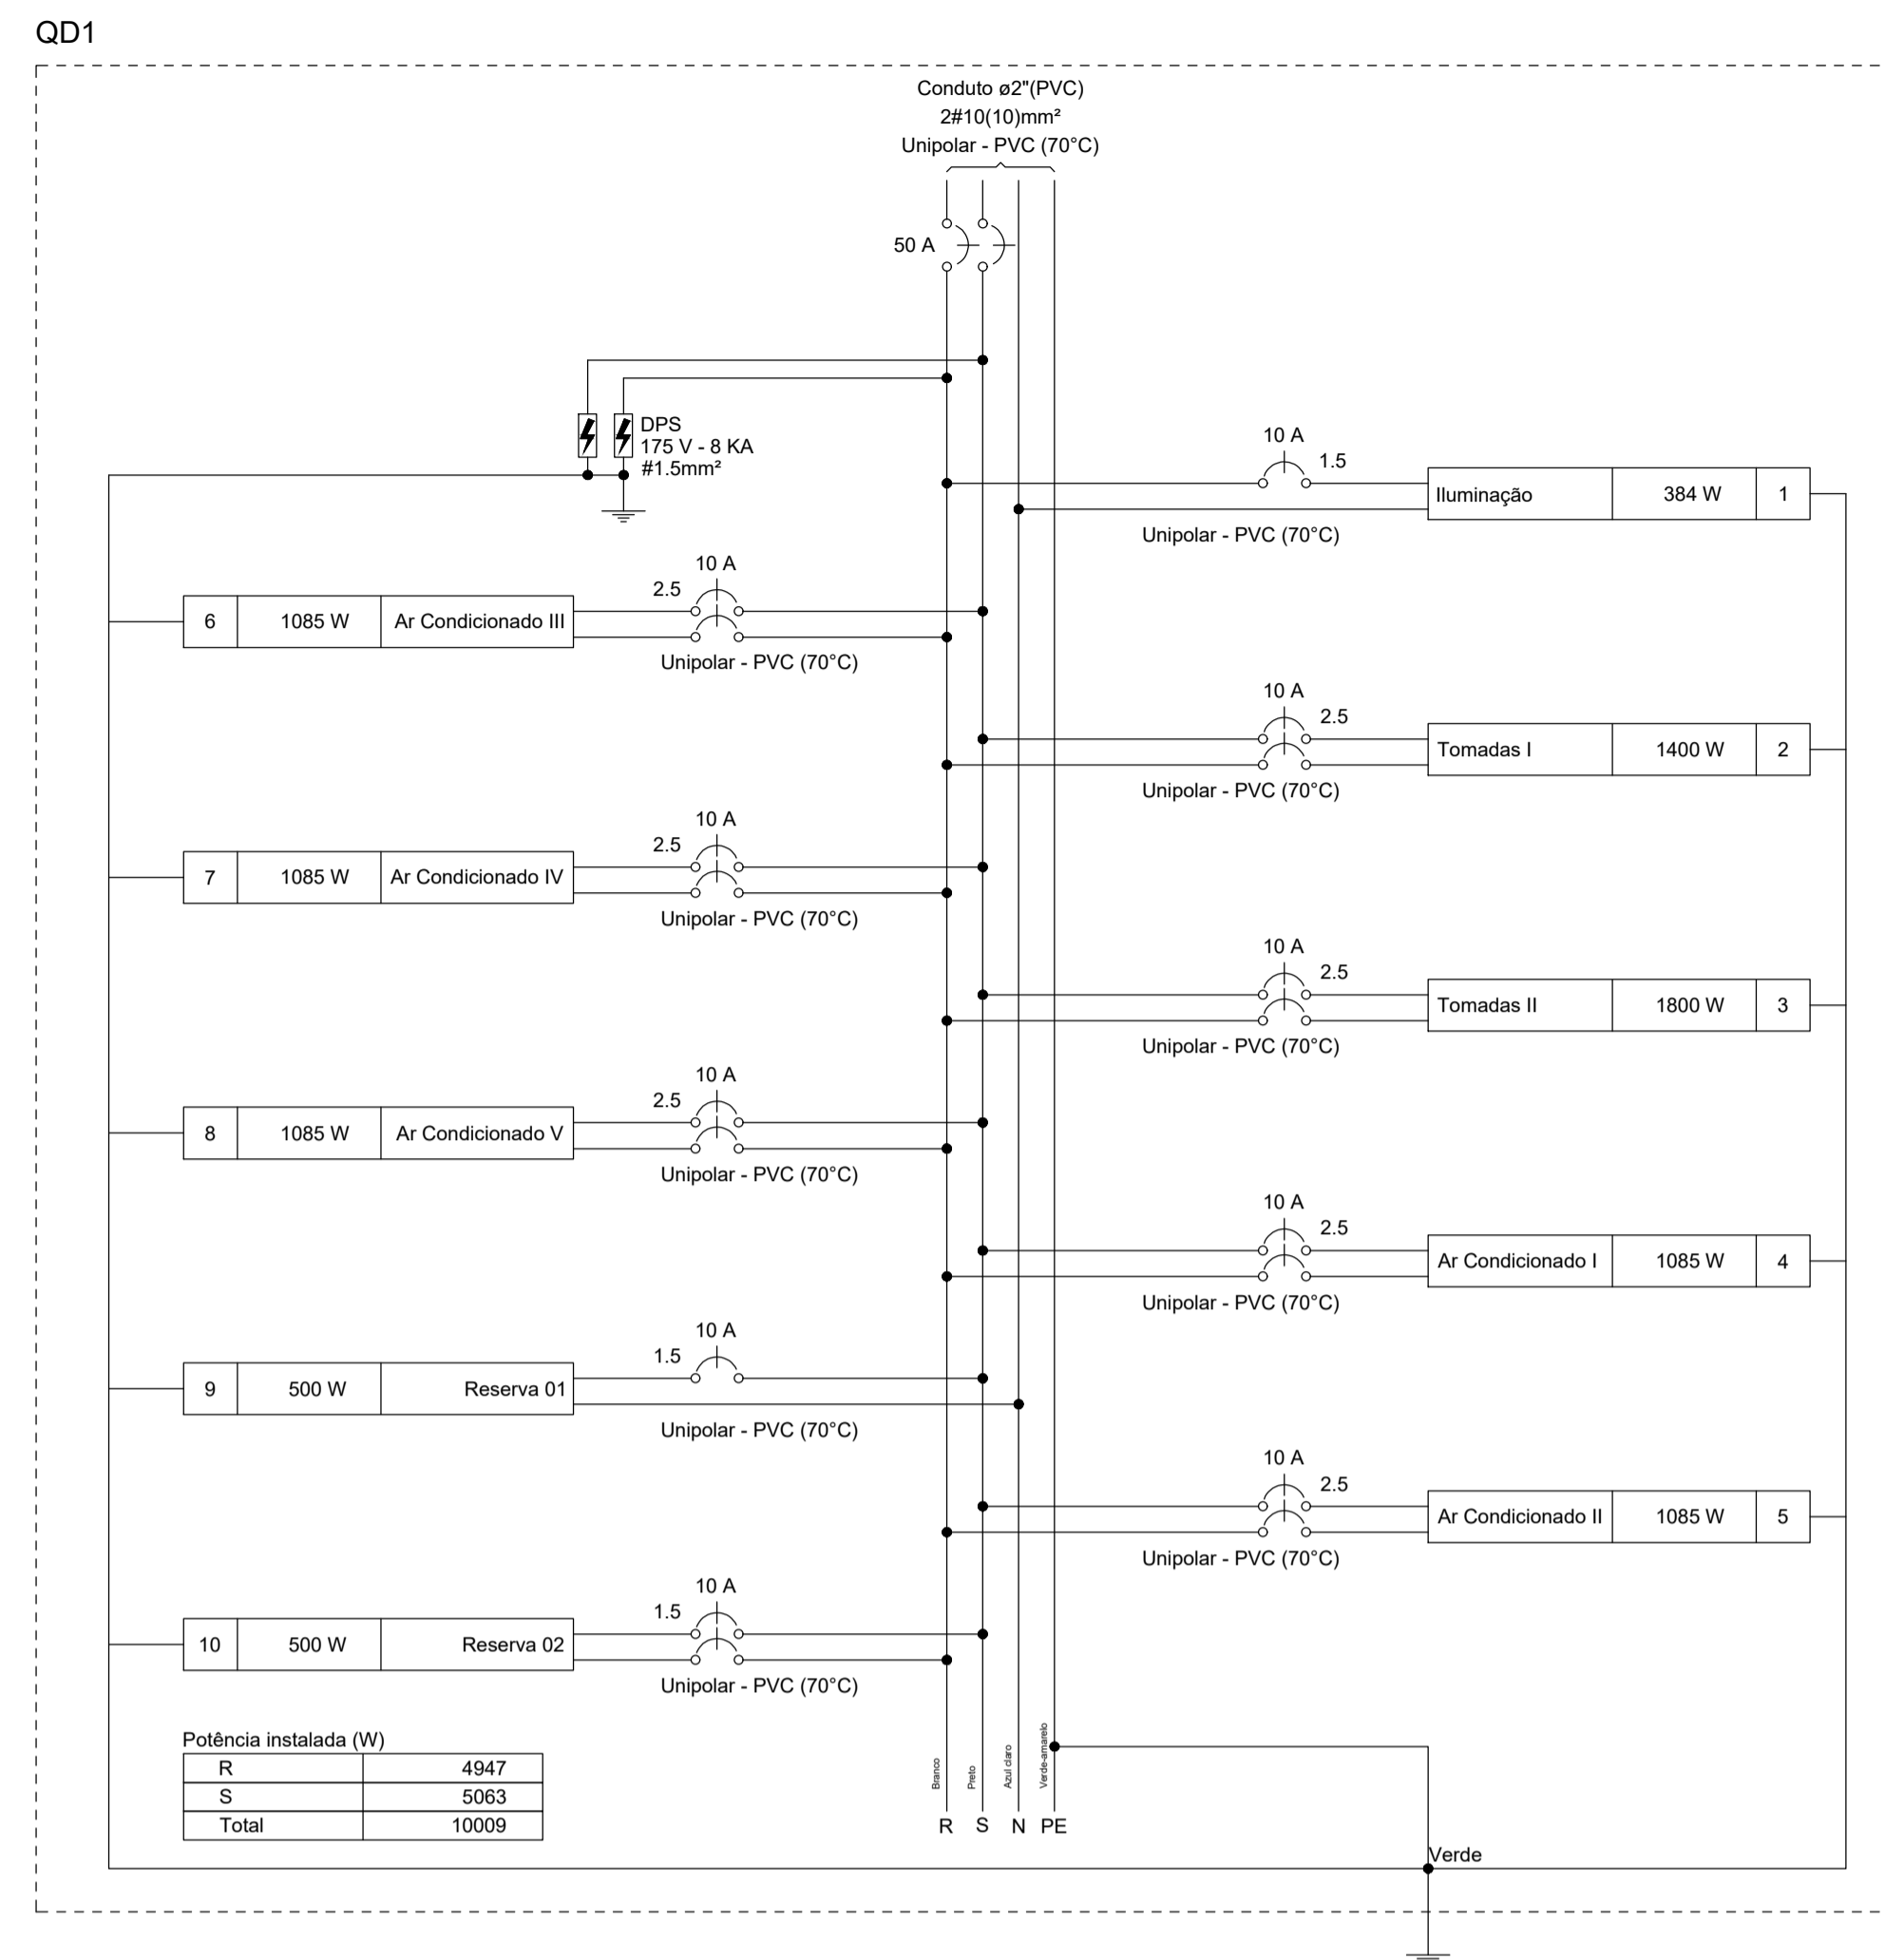 QD1
Conduto ø2"(PVC)
2#10(10)mm²
Unipolar - PVC (70°C)
50 A
DPS
175 V - 8 KA
#1.5mm²
10 A
1.5
Iluminação 384 W 1
Unipolar - PVC (70°C)
10 A
2.5
6 1085 W Ar Condicionado III
Unipolar - PVC (70°C)
10 A
2.5
Tomadas I 1400 W 2
Unipolar - PVC (70°C)
10 A
2.5
7 1085 W Ar Condicionado IV
Unipolar - PVC (70°C)
10 A
2.5
Tomadas II 1800 W 3
Unipolar - PVC (70°C)
10 A
2.5
8 1085 W Ar Condicionado V
Unipolar - PVC (70°C)
10 A
2.5
Ar Condicionado I 1085 W 4
Unipolar - PVC (70°C)
10 A
1.5
9 500 W Reserva 01
Unipolar - PVC (70°C)
10 A
2.5
Ar Condicionado II 1085 W 5
Unipolar - PVC (70°C)
10 A
1.5
10 500 W Reserva 02
Unipolar - PVC (70°C)
Potência instalada (W)
R 4947
S 5063
Total 10009
Branco
Preto
Azul claro
Verde-amarelo
R S N PE
Verde